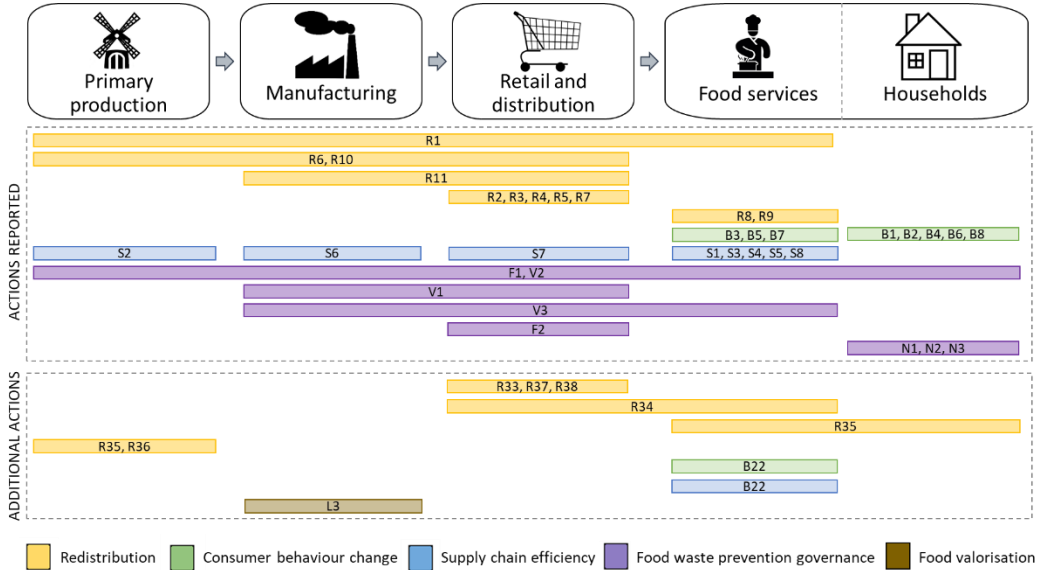 Primary
production
Manufacturing
Retail and
distribution
Food services
Households
ACTIONS REPORTED
R1
R6, R10
R11
R2, R3, R4, R5, R7
R8, R9
B3, B5, B7
B1, B2, B4, B6, B8
S2
S6
S7
S1, S3, S4, S5, S8
F1, V2
V1
V3
F2
N1, N2, N3
ADDITIONAL ACTIONS
R33, R37, R38
R34
R35
R35, R36
B22
B22
L3
Redistribution
Consumer behaviour change
Supply chain efficiency
Food waste prevention governance
Food valorisation